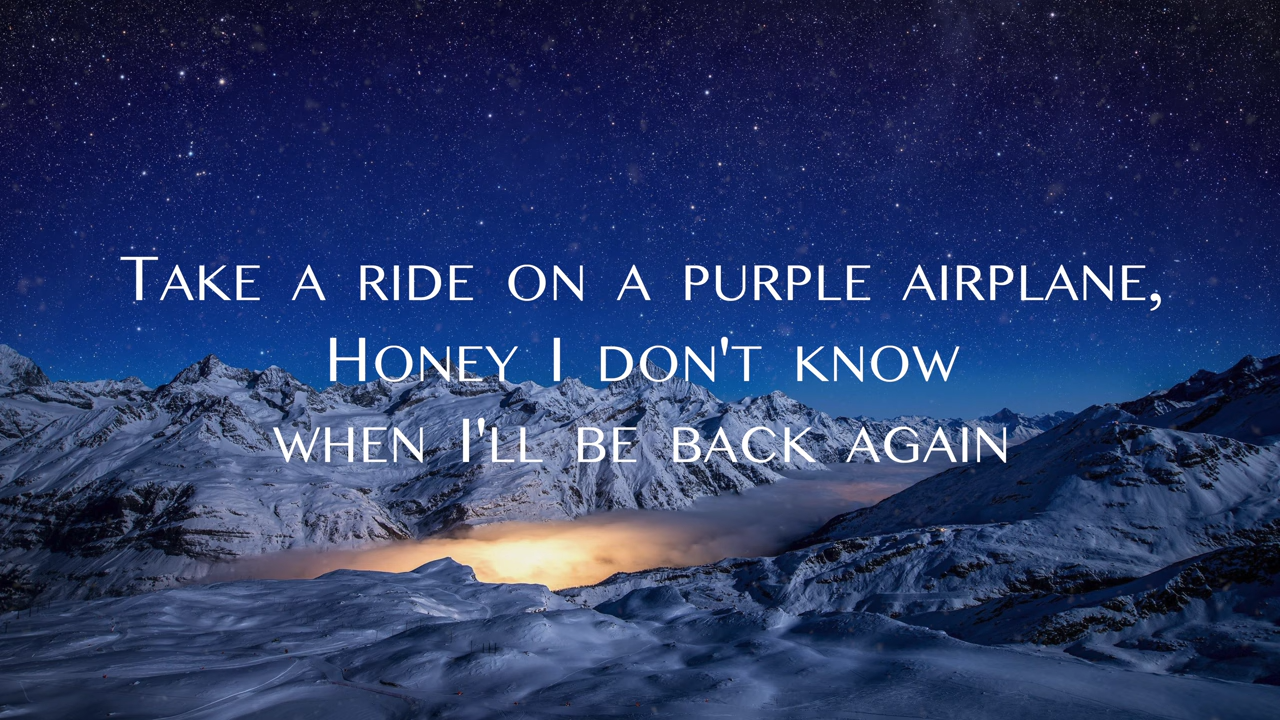 Take a ride on a purple airplane,
Honey I don't know
when I'll be back again